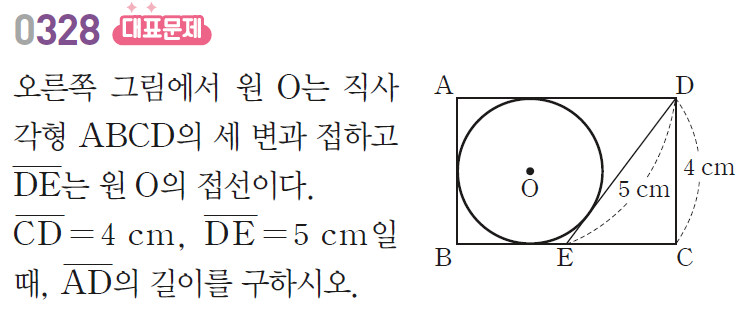 0328 대표문제
오른쪽 그림에서 원 O는 직사
각형 ABCD의 세 변과 접하고
DE는 원 O의 접선이다.
CD=4 cm, DE=5 cm일
때, AD의 길이를 구하시오.
A
D
4 cm
O
5 cm
B
E
C